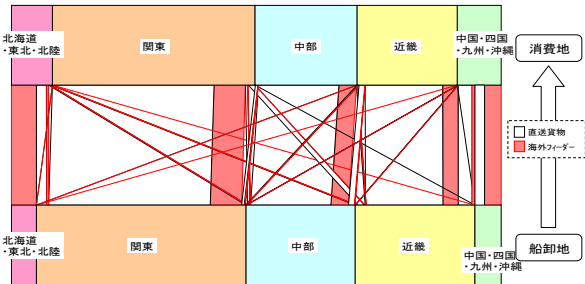 北海道
・東北・北陸
関東
中部
近畿
中国・四国
・九州・沖縄
消費地
直送貨物
海外フィーダー
北海道
・東北・北陸
関東
中部
近畿
中国・四国
・九州・沖縄
船卸地